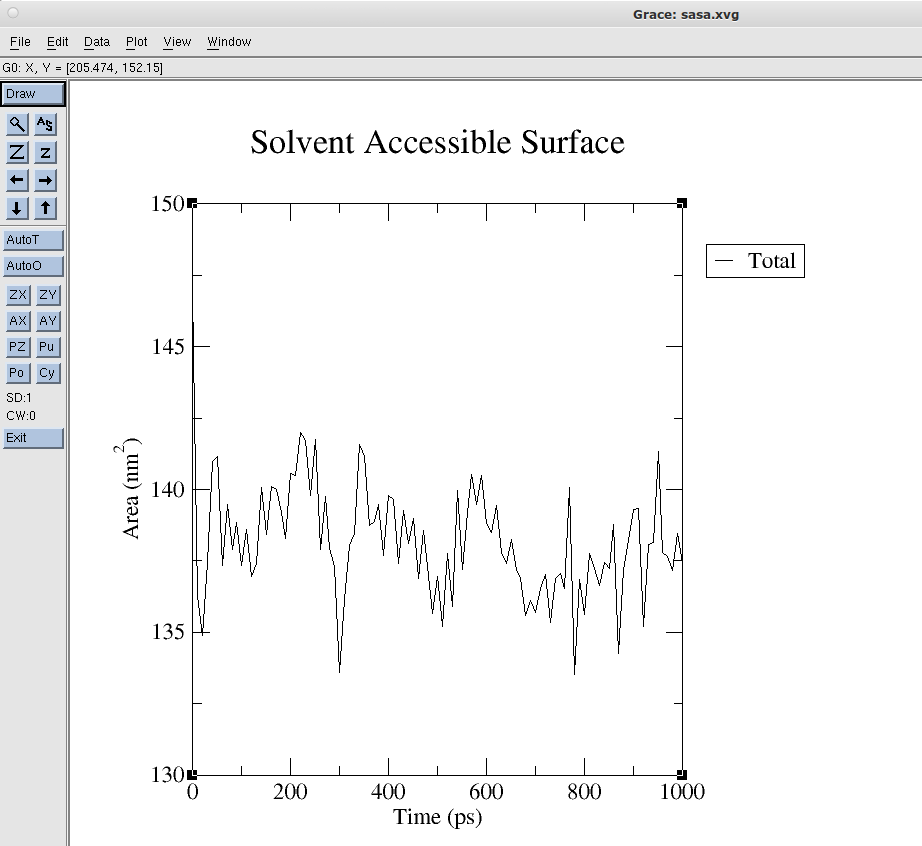 Grace: sasa.xvg
File Edit Data Plot View Window
G0: X, Y = [205.474, 152.15]
Draw
AS
Z z
AutoT
AutoO
ZX ZY
AX AY
PZ Pu
Po Cy
SD:1
CW:0
Exit
Solvent Accessible Surface
150
145
140
135
130
Area (nm²)
0 200 400 600 800 1000
Time (ps)
Total